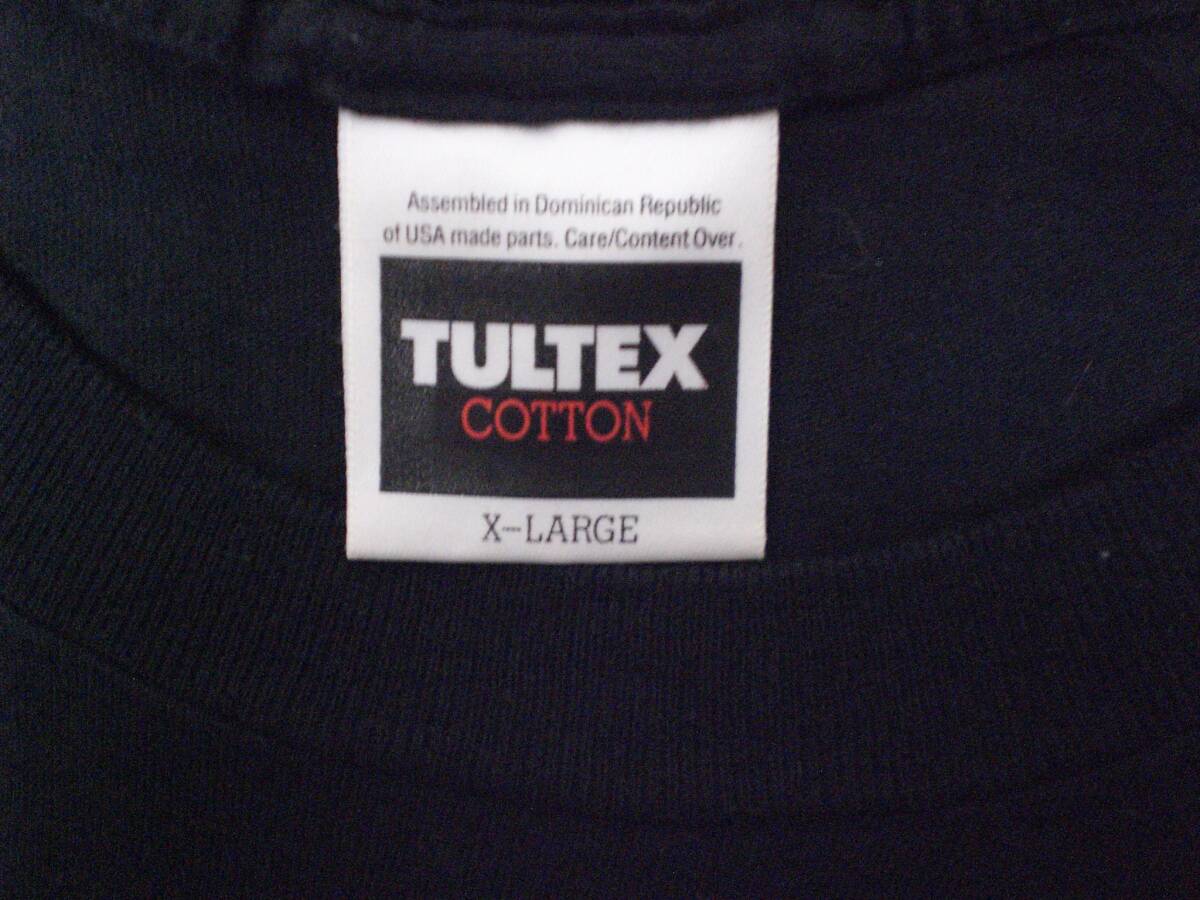 Assembled in Dominican Republic
of USA made parts. Care/Content Over.
TULTEX
COTTON
X-LARGE